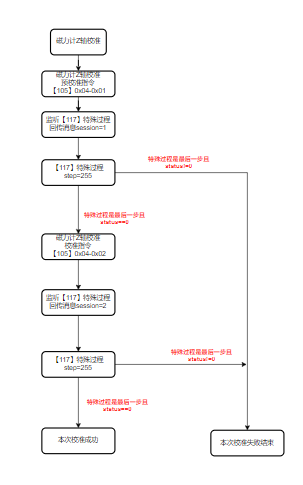 磁力计Z轴校准
磁力计Z轴校准
预校准指令
【105】0x04-0x01
监听【117】特殊过程
回传消息session=1
【117】特殊过程
step=255
特殊过程是最后一步且
status!=0
特殊过程是最后一步且
status==0
磁力计Z轴校准
校准指令
【105】0x04-0x02
监听【117】特殊过程
回传消息session=2
【117】特殊过程
step=255
特殊过程是最后一步且
status!=0
特殊过程是最后一步且
status==0
本次校准成功
本次校准失败结束